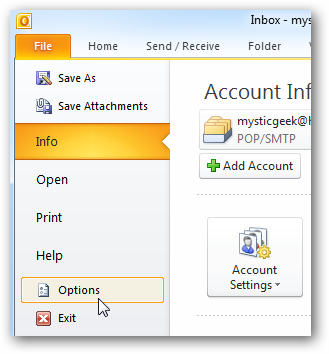 Inbox - mys
File Home Send / Receive Folder
Save As
Save Attachments
Info
Open
Print
Help
Options
Exit
Account Inf
mysticgeek@
POP/SMTP
Add Account
Account
Settings